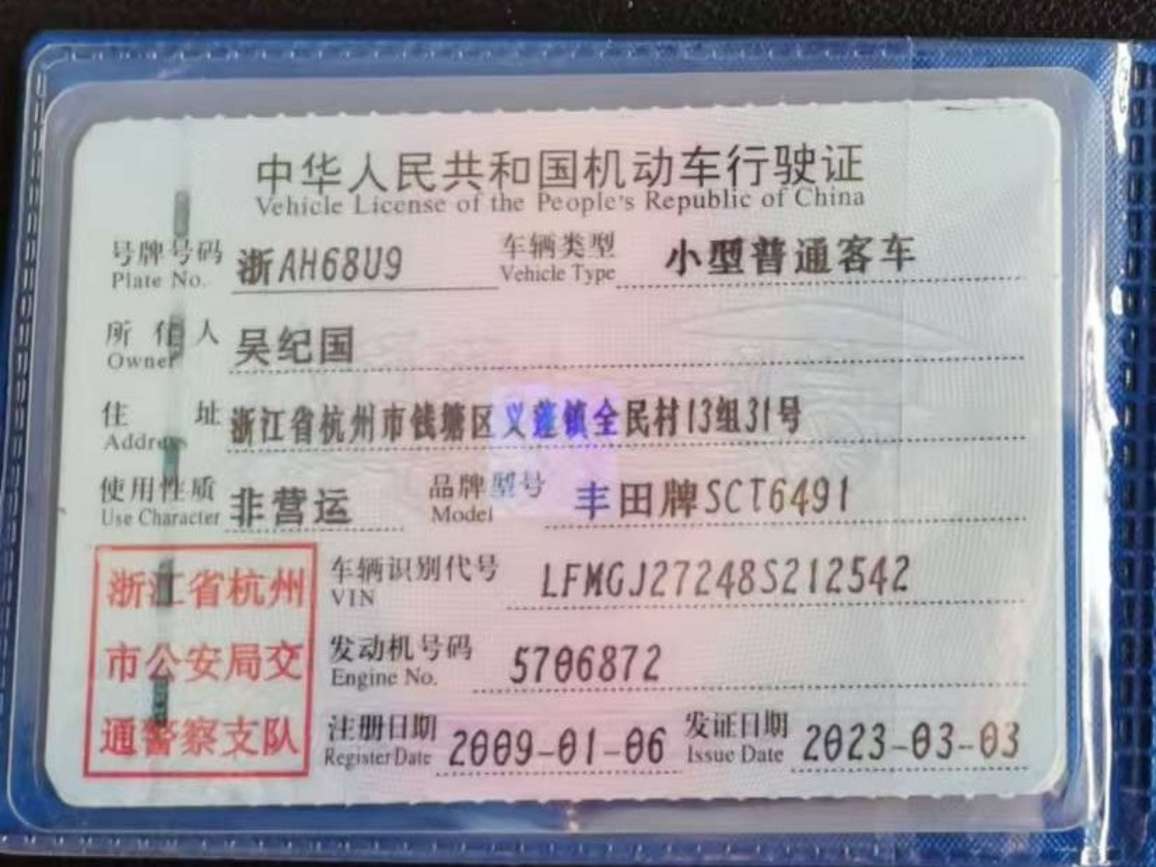 中华人民共和国机动车行驶证
Vehicle License of the People's Republic of China
号牌号码 浙AH68U9 车辆类型 小型普通客车
Plate No. Vehicle Type
所有人 吴纪国
Owner
住址 浙江省杭州市钱塘区义蓬镇全民村13组31号
Address
使用性质 非营运 品牌型号 丰田牌SCT6491
Use Character Model
浙江省杭州 车辆识别代号 LFMGJ27248S212542
VIN
市公安局交 发动机号码 5706872
Engine No.
通警察支队 注册日期 2009-01-06 发证日期 2023-03-03
Register Date Issue Date